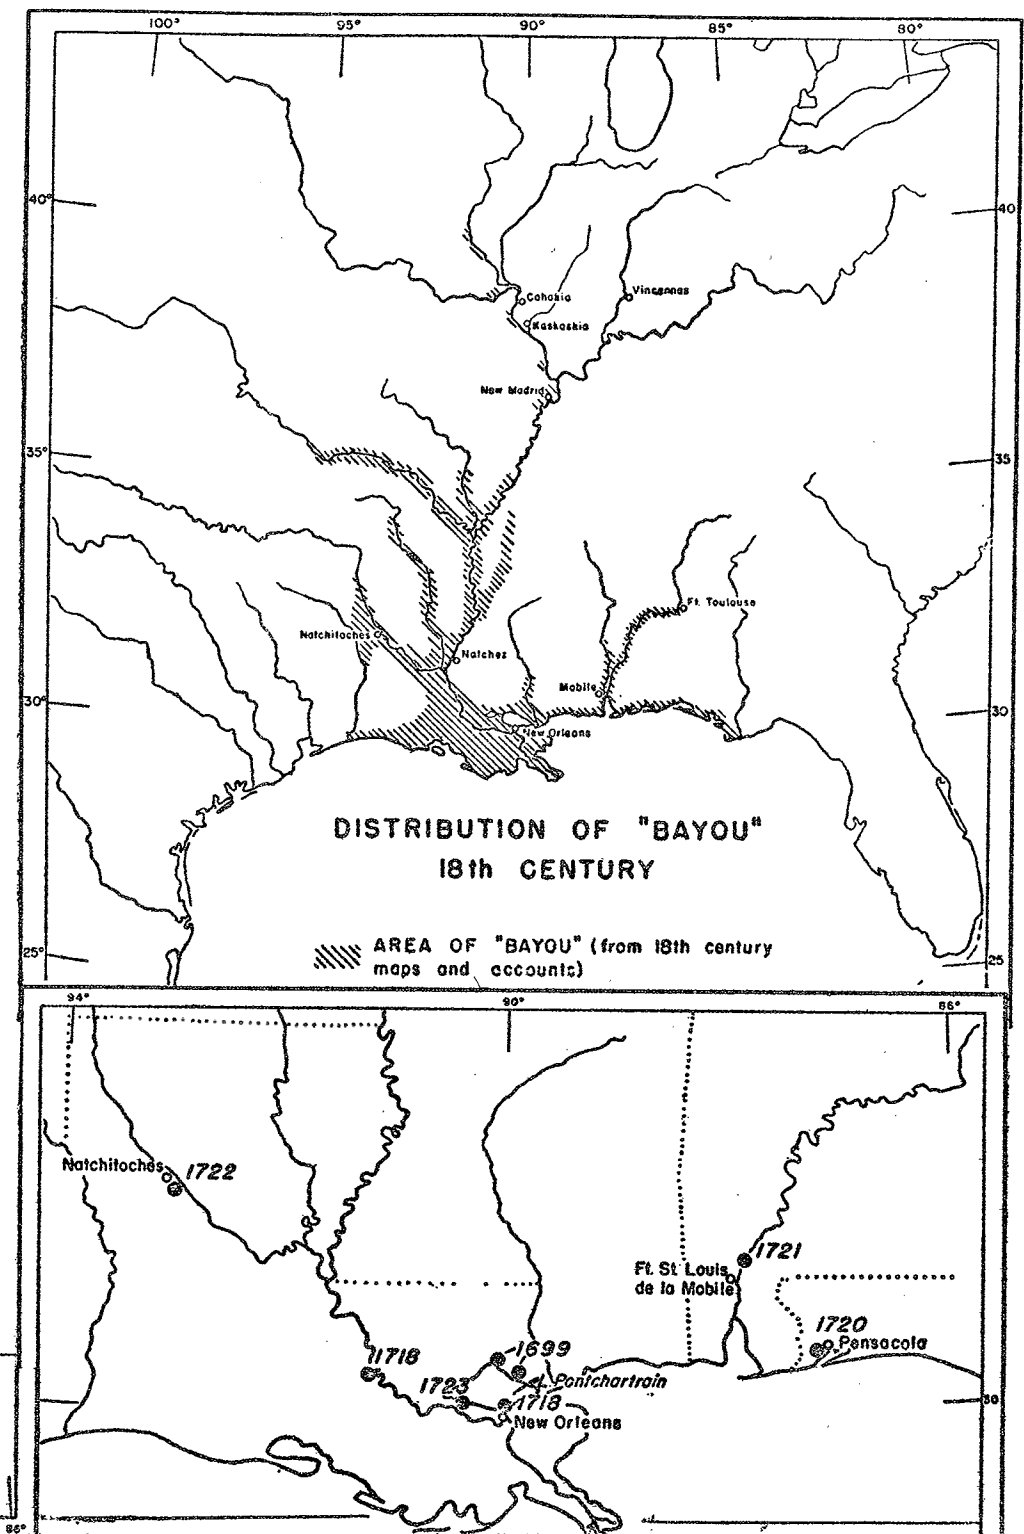 100° 95° 90° 85° 80°
40° 40
Cahokia
Vincennes
Kaskaskia
New Madrid
35° 35
Ft. Toulouse
Natchitoches
Natchez
Mobile
30° 30
New Orleans
DISTRIBUTION OF "BAYOU"
18th CENTURY
AREA OF "BAYOU" (from 18th century
maps and accounts)
25° 25
94° 90° 86°
Natchitoches
1722
1721
Ft. St Louis
de la Mobile
1720
Pensacola
1699
1718
Pontchartrain
1723
1718
30
New Orleans
86°